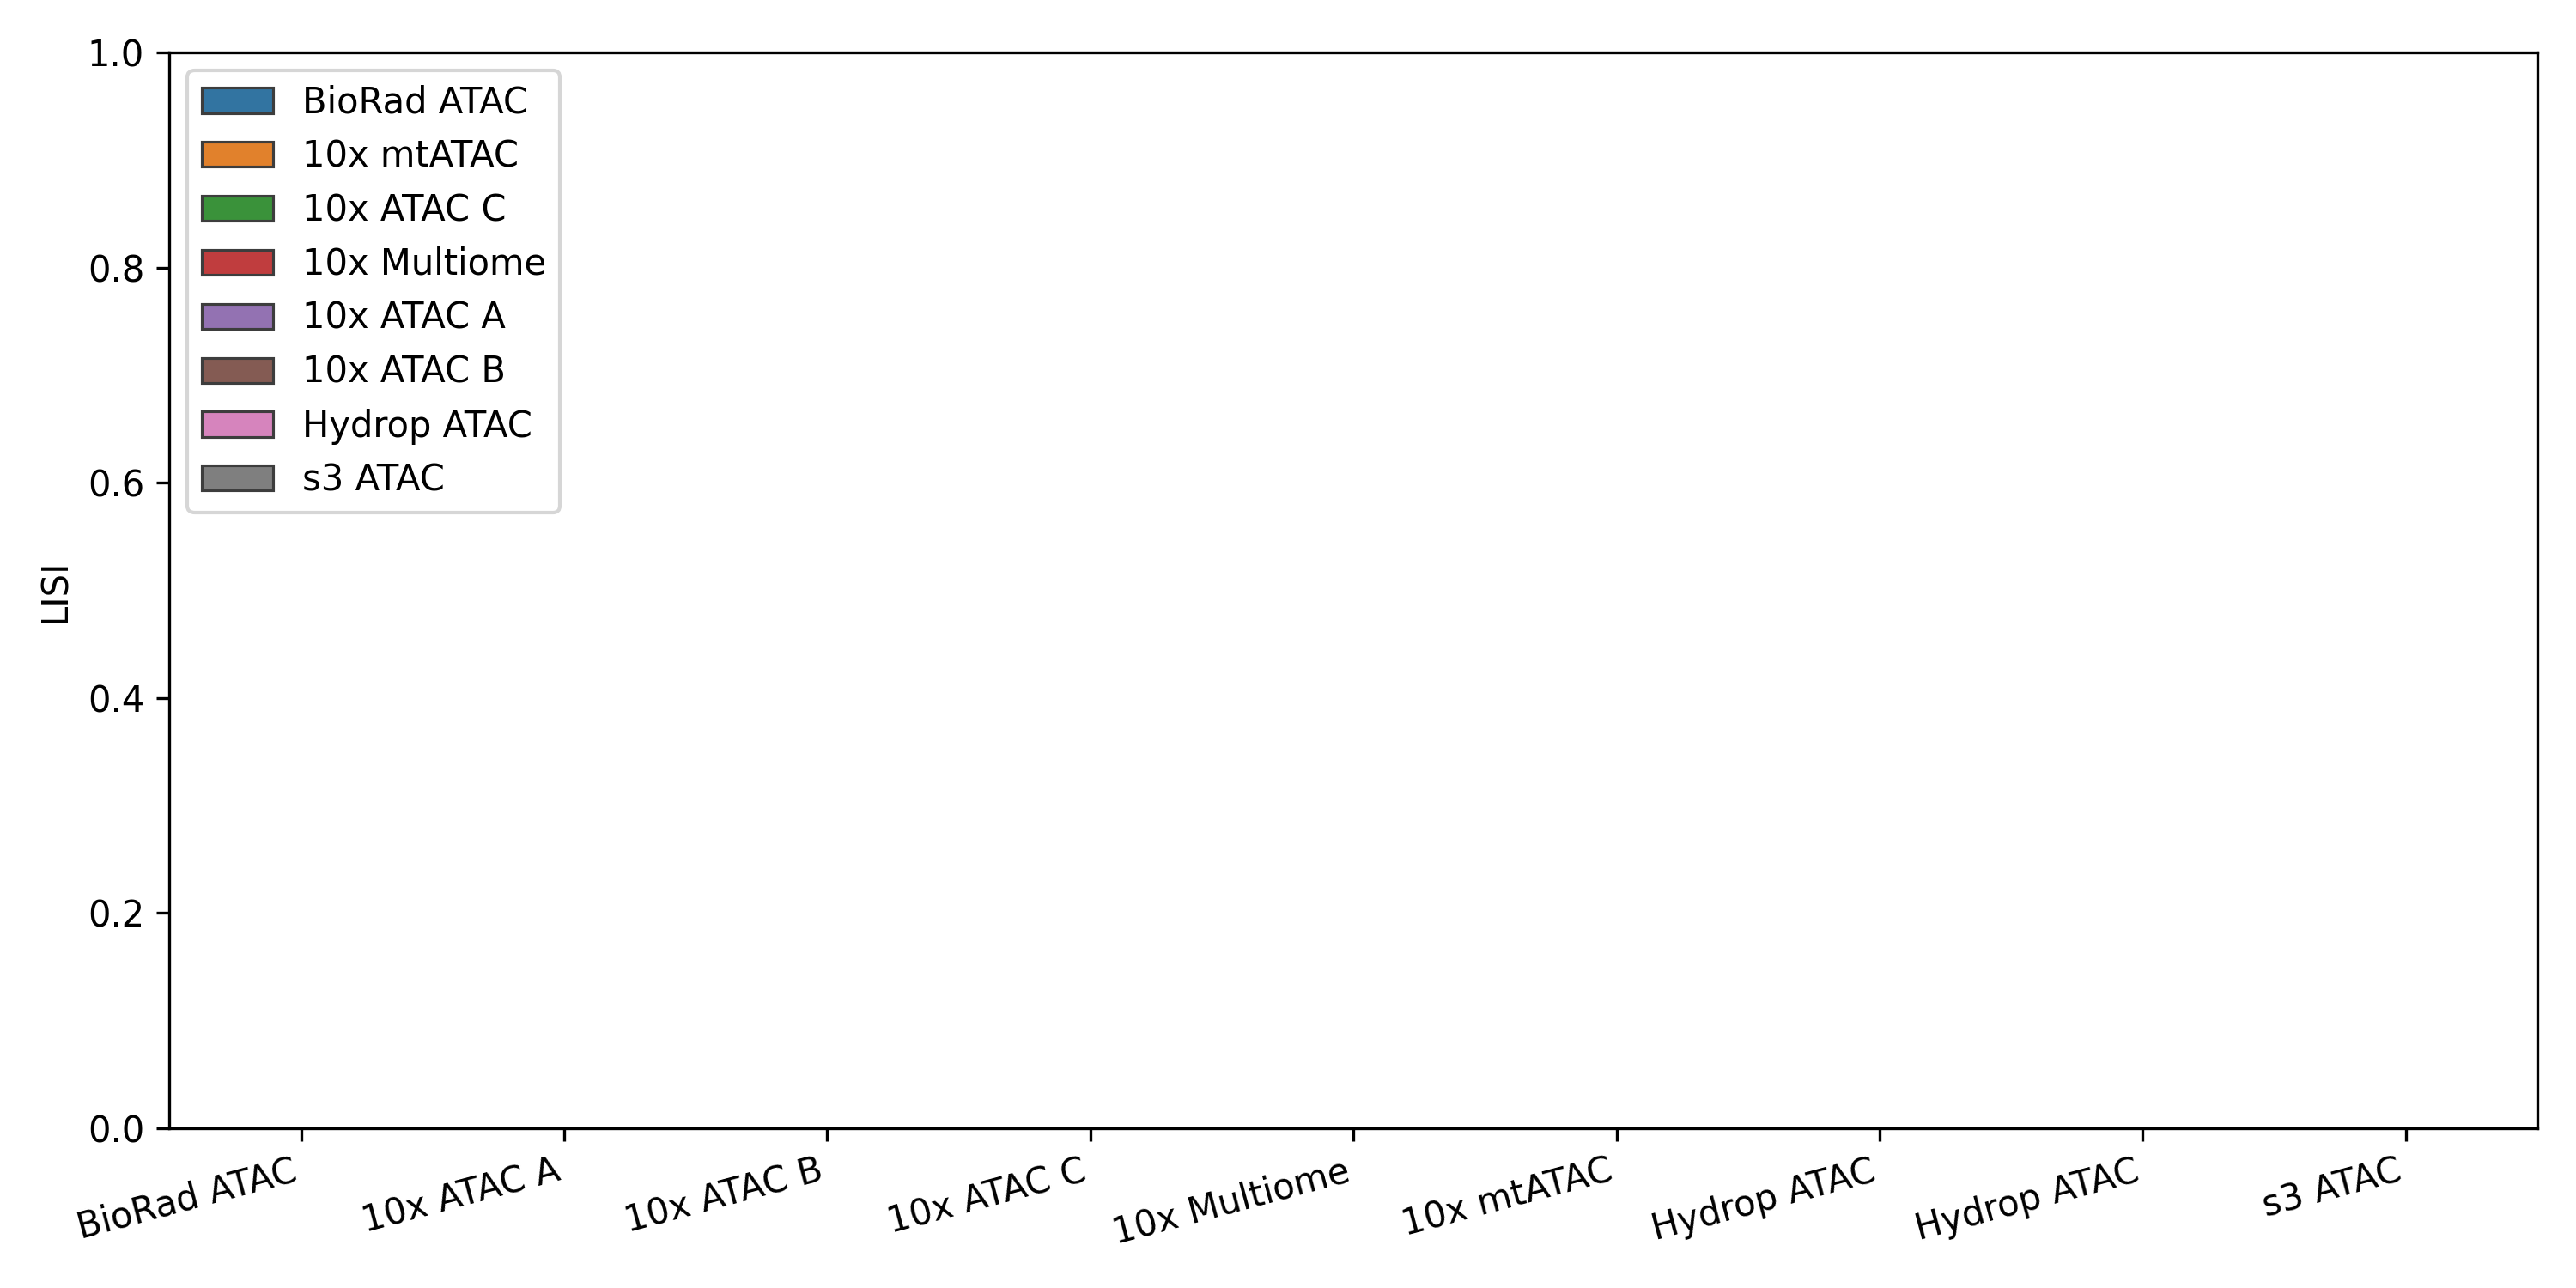 1.0
0.8
0.6
0.4
0.2
0.0
LISI
BioRad ATAC
10x mtATAC
10x ATAC C
10x Multiome
10x ATAC A
10x ATAC B
Hydrop ATAC
s3 ATAC
BioRad ATAC
10x ATAC A
10x ATAC B
10x ATAC C
10x Multiome
10x mtATAC
Hydrop ATAC
Hydrop ATAC
s3 ATAC